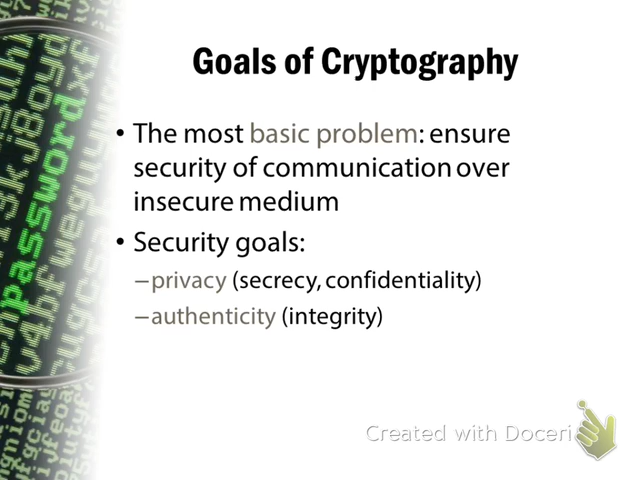 Goals of Cryptography
• The most basic problem: ensure
security of communication over
insecure medium
• Security goals:
–privacy (secrecy, confidentiality)
–authenticity (integrity)
password
Created with Doceri